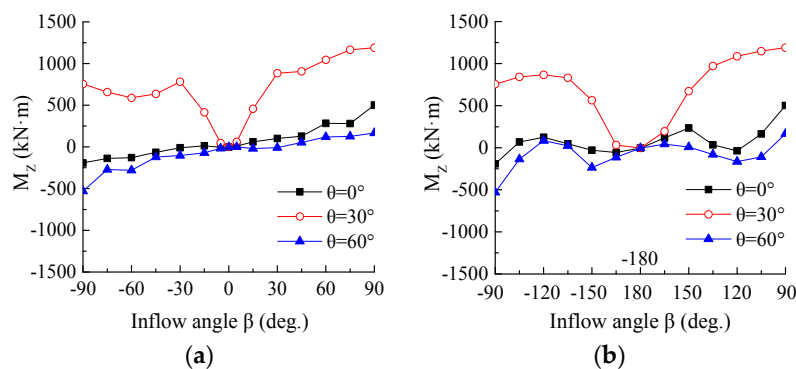 1500
1000
500
0
-500
-1000
-1500
M_Z (kN·m)
θ=0°
θ=30°
θ=60°
-90 -60 -30 0 30 60 90
Inflow angle β (deg.)
(a)
1500
1000
500
0
-500
-1000
-1500
M_Z (kN·m)
θ=0°
θ=30°
θ=60°
-180
-90 -120 -150 180 150 120 90
Inflow angle β (deg.)
(b)